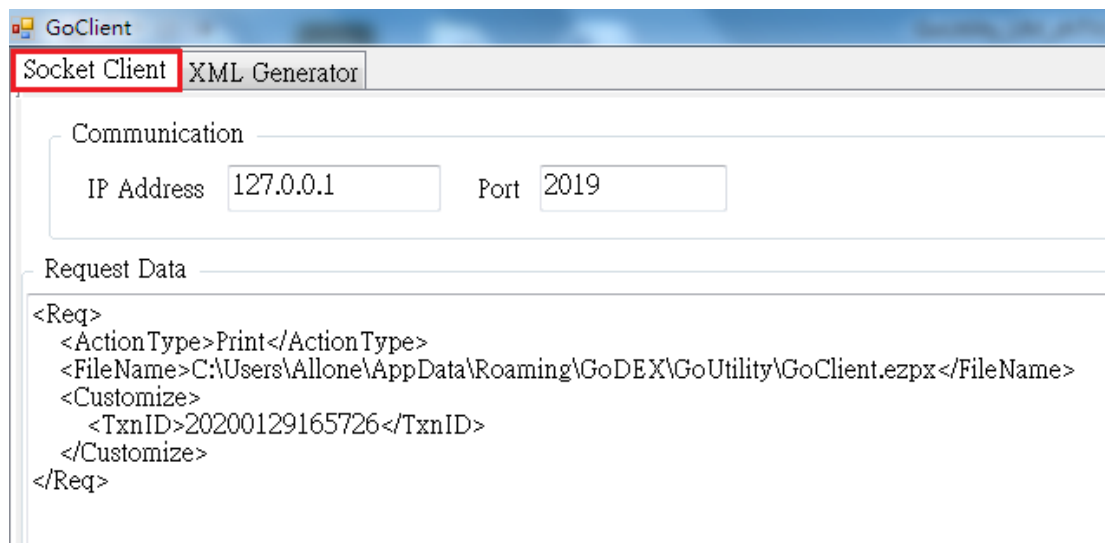 GoClient
Socket Client XML Generator
Communication
IP Address 127.0.0.1 Port 2019
Request Data
<Req>
<ActionType>Print</ActionType>
<FileName>C:\Users\Allone\AppData\Roaming\GoDEX\GoUtility\GoClient.ezpx</FileName>
<Customize>
<TxnID>20200129165726</TxnID>
</Customize>
</Req>